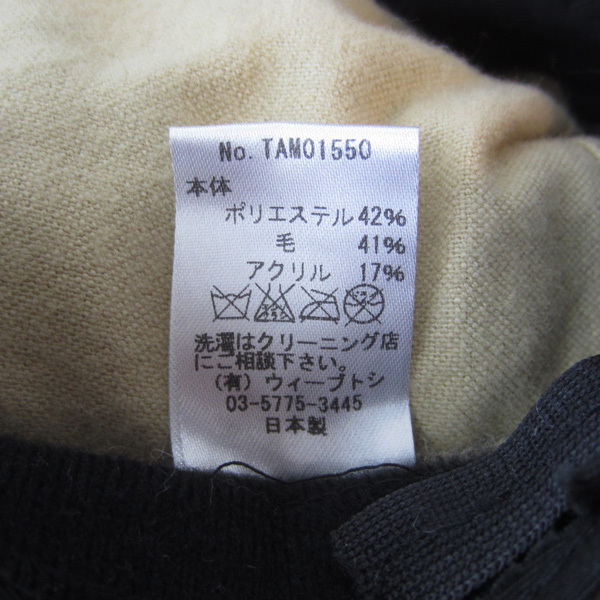 No. TAM01550
本体
ポリエステル 42%
毛 41%
アクリル 17%
洗濯はクリーニング店
にご相談下さい。
(有)ウィーブトシ
03-5775-3445
日本製